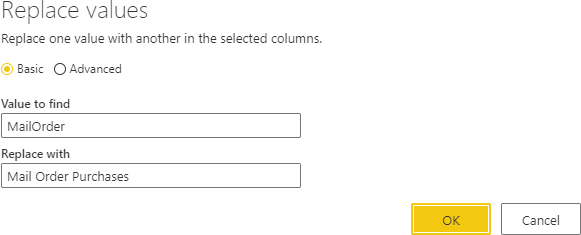 Replace values
Replace one value with another in the selected columns.
Basic Advanced
Value to find
MailOrder
Replace with
Mail Order Purchases
OK Cancel